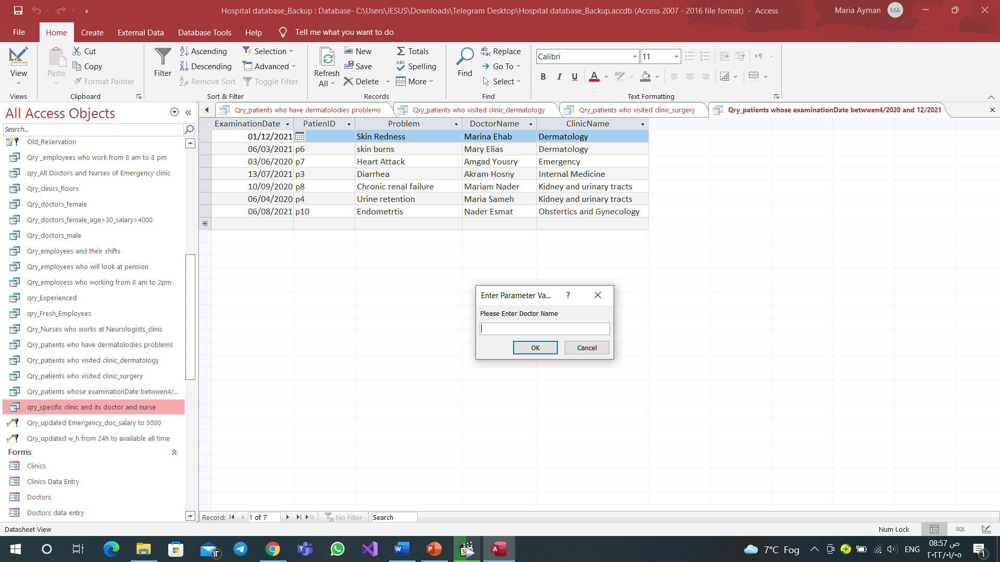 Hospital database_Backup : Database- C:\Users\JESUS\Downloads\Telegram Desktop\Hospital database_Backup.accdb (Access 2007 - 2016 file format) - Access
Maria Ayman
MA
File Home Create External Data Database Tools Help Tell me what you want to do
View
Views
Paste
Cut
Copy
Format Painter
Clipboard
Filter
Ascending
Descending
Remove Sort
Selection
Advanced
Toggle Filter
Sort & Filter
Refresh All
New
Save
Delete
Totals
Spelling
More
Records
Find
Replace
Go To
Select
Find
Calibri 11
B I U A
Text Formatting
All Access Objects
Search...
Old_Reservation
Qry _employees who work from 8 am to 8 pm
qry_All Doctors and Nurses of Emergency clinic
Qry_clinics_floors
Qry_doctors_female
Qry_doctors_female_age>30_salary>4000
Qry_doctors_male
Qry_employees and their shifts
Qry_employees who will look at pension
Qry_employess who working from 8 am to 2pm
qry_Experienced
qry_Fresh_Employees
Qry_Nurses who works at Neurologists_clinic
Qry_patients who have dermatolodies problems
Qry_patients who visited clinic_dermatology
Qry_patients who visited clinic_surgery
Qry_patients whose examinationDate betwwen4/...
qry_specific clinic and its doctor and nurse
Qry_updated Emergency_doc_salary to 5000
Qry_updated w_h from 24h to available all time
Forms
Clinics
Clinics Data Entry
Doctors
Doctors data entry
Qry_patients who have dermatolodies problems
Qry_patients who visited clinic_dermatology
Qry_patients who visited clinic_surgery
Qry_patients whose examinationDate betwwen4/2020 and 12/2021
ExaminationDate PatienID Problem DoctorName ClinicName
01/12/2021 Skin Redness Marina Ehab Dermatology
06/03/2021 p6 skin burns Mary Elias Dermatology
03/06/2020 p7 Heart Attack Amgad Yousry Emergency
13/07/2021 p3 Diarrhea Akram Hosny Internal Medicine
10/09/2020 p8 Chronic renal failure Mariam Nader Kidney and urinary tracts
06/04/2020 p4 Urine retention Maria Sameh Kidney and urinary tracts
06/08/2021 p10 Endometrtis Nader Esmat Obstertics and Gynecology
Enter Parameter Va... ?
Please Enter Doctor Name
OK Cancel
Record: 1 of 7 No Filter Search
Datasheet View
Num Lock
SQL
7°C Fog
ENG
08:57 ص
٢٠٢٢/٠١/٠٥